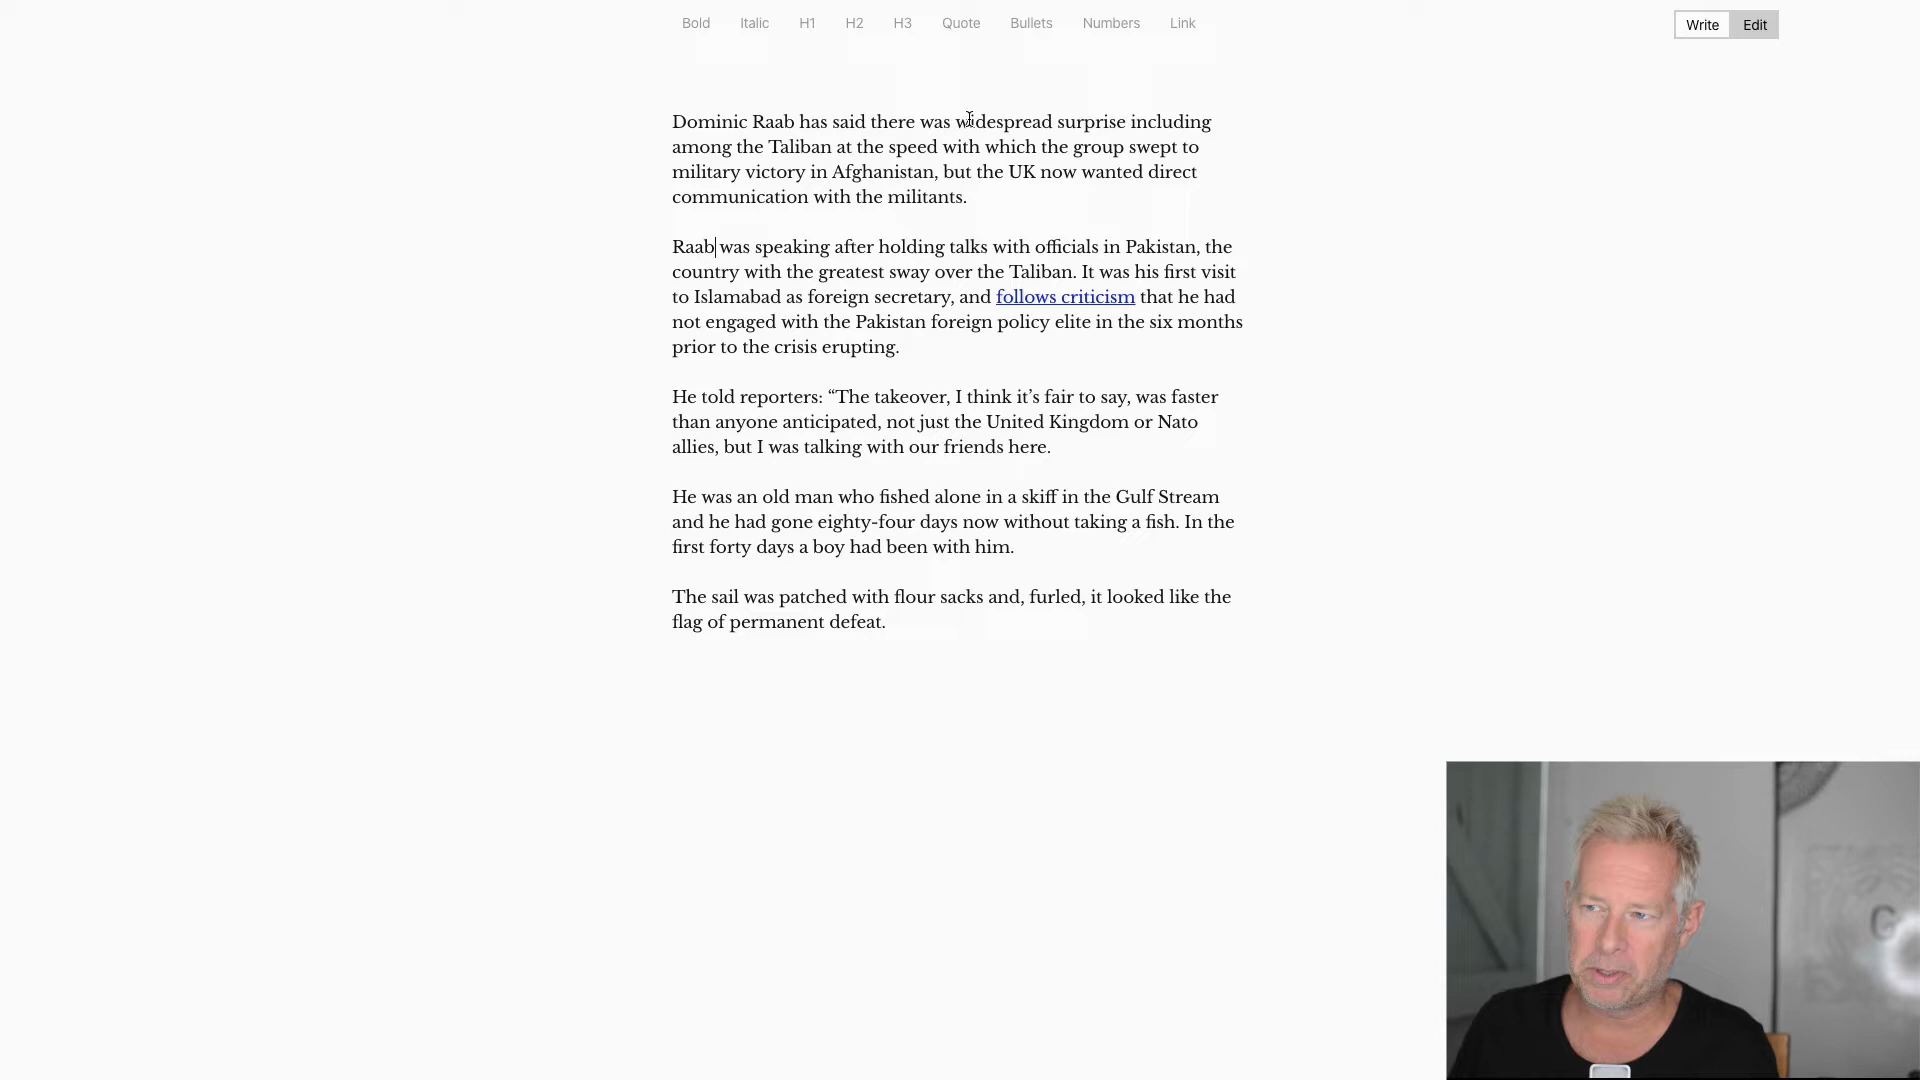 Bold Italic H1 H2 H3 Quote Bullets Numbers Link
Write Edit
Dominic Raab has said there was widespread surprise including
among the Taliban at the speed with which the group swept to
military victory in Afghanistan, but the UK now wanted direct
communication with the militants.
Raab was speaking after holding talks with officials in Pakistan, the
country with the greatest sway over the Taliban. It was his first visit
to Islamabad as foreign secretary, and follows criticism that he had
not engaged with the Pakistan foreign policy elite in the six months
prior to the crisis erupting.
He told reporters: “The takeover, I think it’s fair to say, was faster
than anyone anticipated, not just the United Kingdom or Nato
allies, but I was talking with our friends here.
He was an old man who fished alone in a skiff in the Gulf Stream
and he had gone eighty-four days now without taking a fish. In the
first forty days a boy had been with him.
The sail was patched with flour sacks and, furled, it looked like the
flag of permanent defeat.